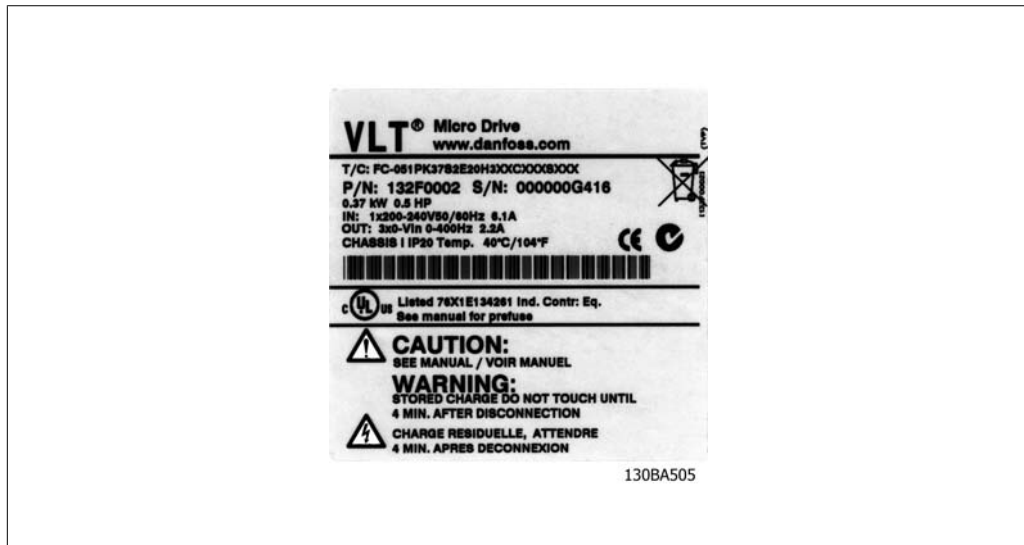 VLT® Micro Drive
www.danfoss.com
T/C: FC-051PK37S2E20H3XXCXXXSXXX
P/N: 132F0002 S/N: 000000G416
0.37 kW 0.5 HP
IN: 1x200-240V50/60Hz 6.1A
OUT: 3x0-Vin 0-400Hz 2.2A
CHASSIS I IP20 Temp. 40°C/104°F
CE
c UL us Listed 76X1E134261 Ind. Contr: Eq.
See manual for prefuse
CAUTION:
SEE MANUAL / VOIR MANUEL
WARNING:
STORED CHARGE DO NOT TOUCH UNTIL
4 MIN. AFTER DISCONNECTION
CHARGE RESIDUELLE, ATTENDRE
4 MIN. APRES DECONNEXION
130BA505